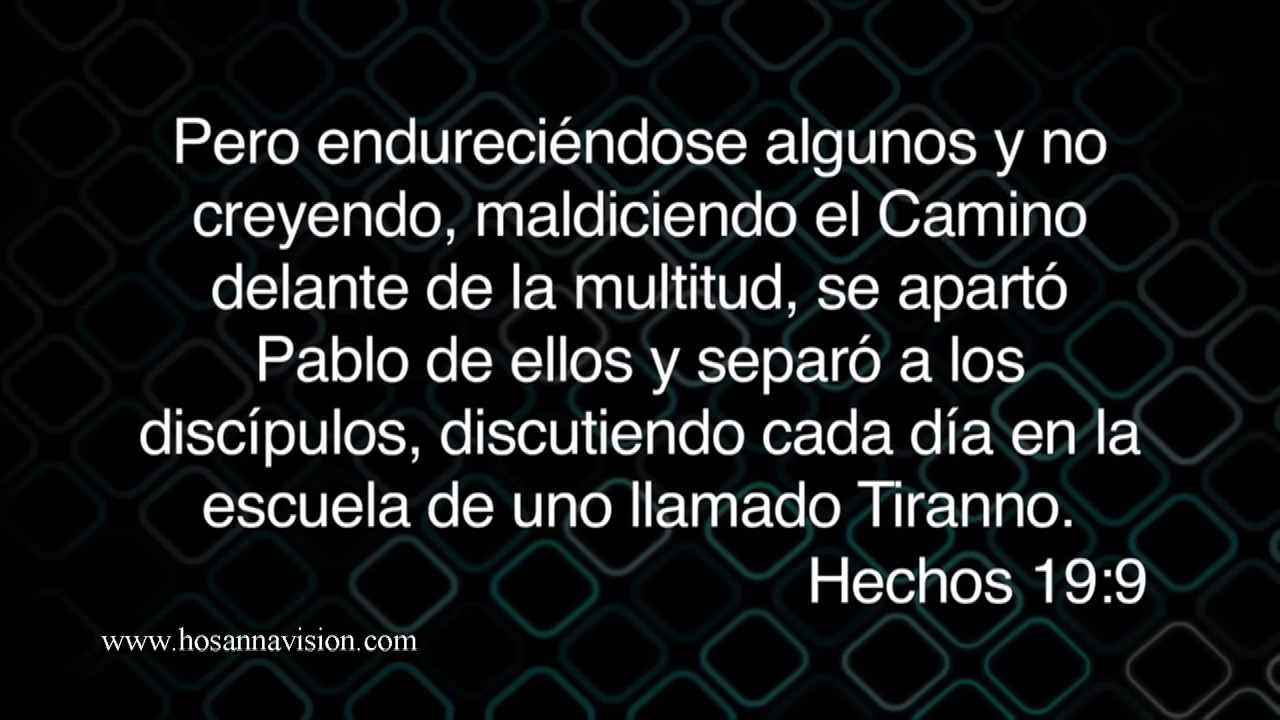 Pero endureciéndose algunos y no
creyendo, maldiciendo el Camino
delante de la multitud, se apartó
Pablo de ellos y separó a los
discípulos, discutiendo cada día en la
escuela de uno llamado Tiranno.
Hechos 19:9
www.hosannavision.com